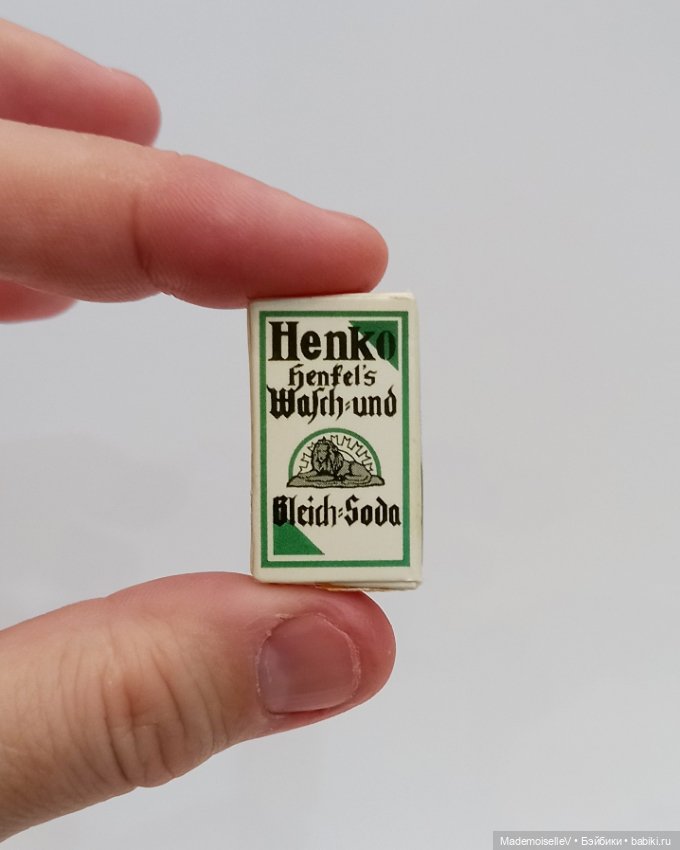 Henko
Henkel's
Waſch-und
Bleich-Soda
MademoiselleV • Бэйбики • babiki.ru